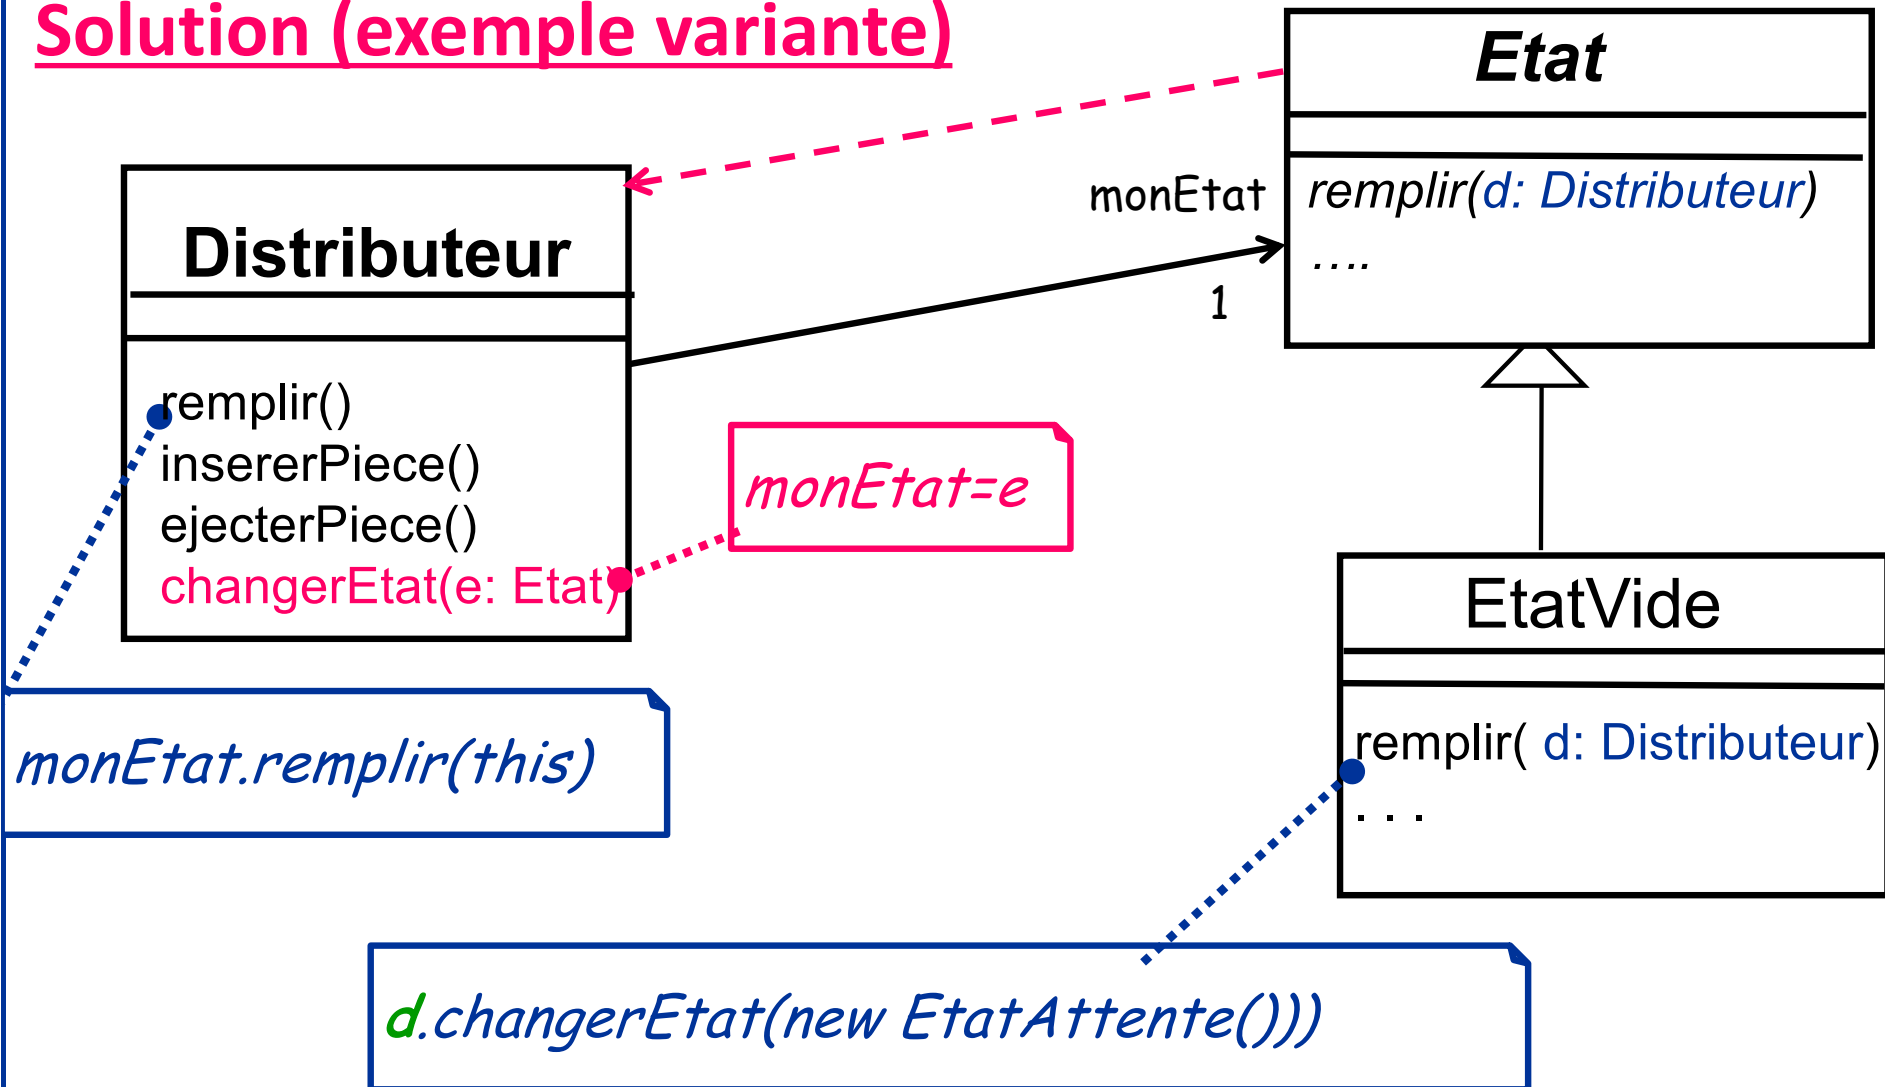 Solution (exemple variante)
Etat
remplir(d: Distributeur)
….
monEtat
1
Distributeur
remplir()
insererPiece()
ejecterPiece()
changerEtat(e: Etat)
monEtat=e
monEtat.remplir(this)
EtatVide
remplir( d: Distributeur)
. . .
d.changerEtat(new EtatAttente()))